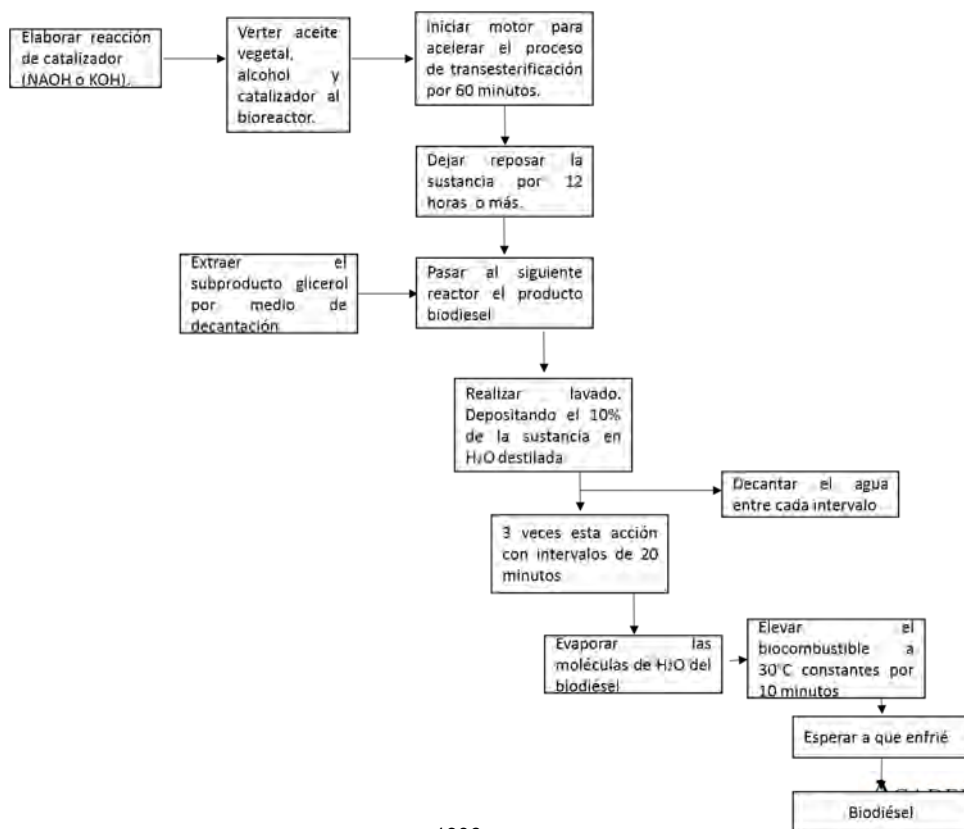 Elaborar reacción
de catalizador
(NAOH o KOH).
Verter aceite
vegetal,
alcohol y
catalizador al
bioreactor.
Iniciar motor para
acelerar el proceso
de transesterificación
por 60 minutos.
Dejar reposar la
sustancia por 12
horas o más.
Extraer el
subproducto glicerol
por medio de
decantación
Pasar al siguiente
reactor el producto
biodiesel
Realizar lavado.
Depositando el 10%
de la sustancia en
H₂O destilada
Decantar el agua
entre cada intervalo
3 veces esta acción
con intervalos de 20
minutos
Evaporar las
moléculas de H₂O del
biodiésel
Elevar el
biocombustible a
30°C constantes por
10 minutos
Esperar a que enfrié
Biodiésel